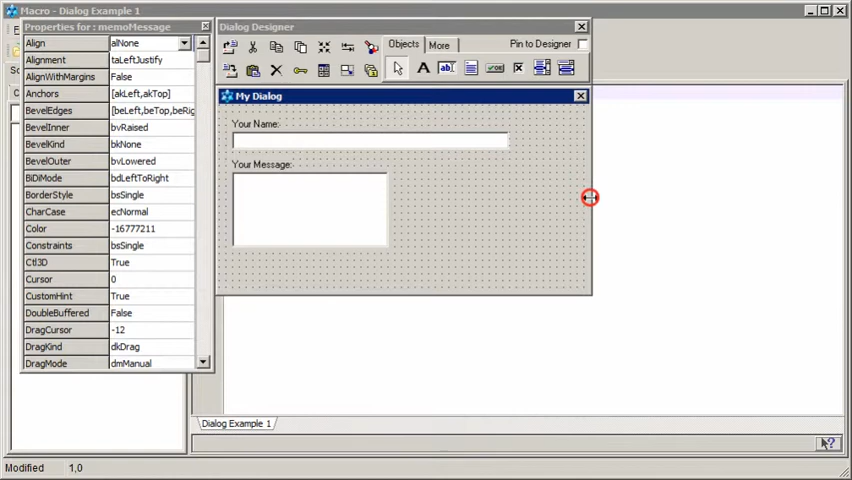 Macro - Dialog Example 1
Properties for : memoMessage
Align alNone
Alignment taLeftJustify
AlignWithMargins False
Anchors [akLeft,akTop]
BevelEdges [beLeft,beTop,beRig
BevelInner bvRaised
BevelKind bkNone
BevelOuter bvLowered
BiDiMode bdLeftToRight
BorderStyle bsSingle
CharCase ecNormal
Color -16777211
Constraints bsSingle
Ctl3D True
Cursor 0
CustomHint True
DoubleBuffered False
DragCursor -12
DragKind dkDrag
DragMode dmManual
Dialog Designer
Objects More Pin to Designer
A ab OK
My Dialog
Your Name:
Your Message:
Dialog Example 1
Modified 1,0